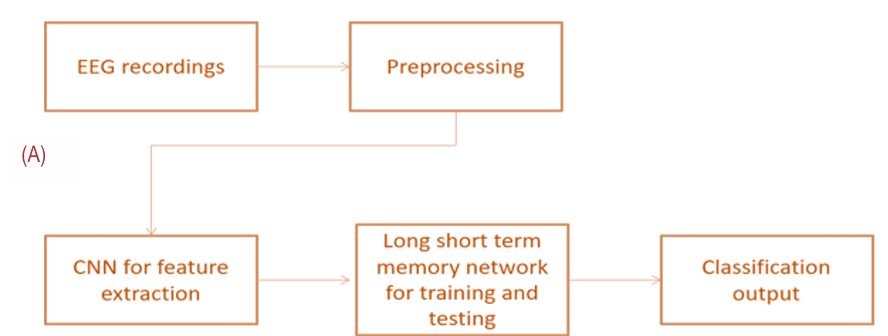 EEG recordings
Preprocessing
(A)
CNN for feature
extraction
Long short term
memory network
for training and
testing
Classification
output